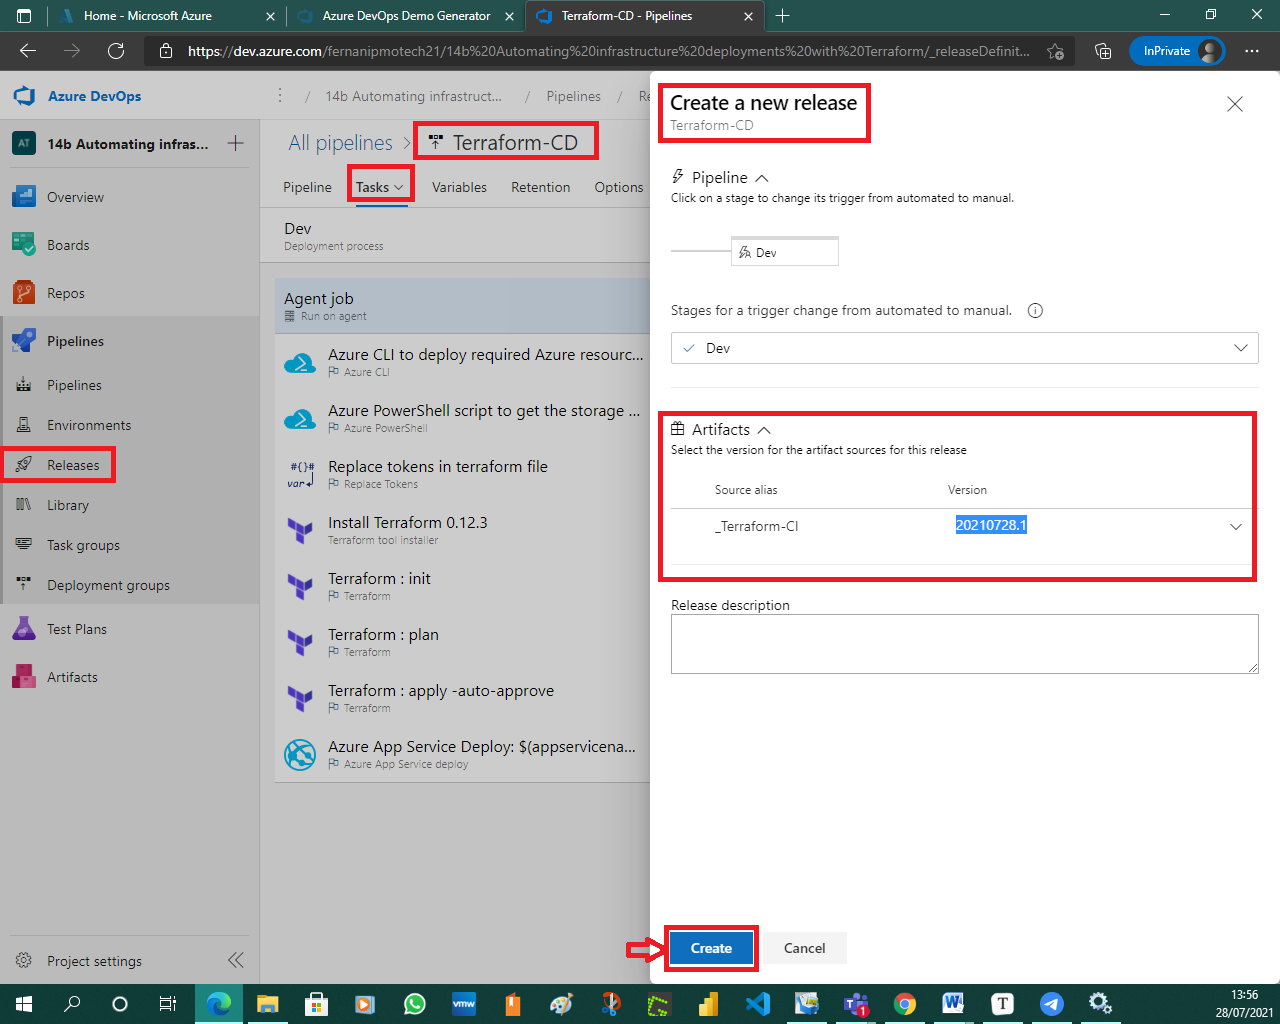 Home - Microsoft Azure
Azure DevOps Demo Generator
Terraform-CD - Pipelines
https://dev.azure.com/fernanipmotech21/14b%20Automating%20infrastructure%20deployments%20with%20Terraform/_releaseDefinit...
InPrivate
Azure DevOps
/ 14b Automating infrastruct... / Pipelines / Re
AT
14b Automating infras...
Overview
Boards
Repos
Pipelines
Pipelines
Environments
Releases
Library
Task groups
Deployment groups
Test Plans
Artifacts
Project settings
All pipelines > Terraform-CD
Pipeline Tasks Variables Retention Options
Dev
Deployment process
Agent job
Run on agent
Azure CLI to deploy required Azure resourc...
Azure CLI
Azure PowerShell script to get the storage ...
Azure PowerShell
#{}#
var
Replace tokens in terraform file
Replace Tokens
Install Terraform 0.12.3
Terraform tool installer
Terraform : init
Terraform
Terraform : plan
Terraform
Terraform : apply -auto-approve
Terraform
Azure App Service Deploy: $(appservicena...
Azure App Service deploy
Create a new release
Terraform-CD
Pipeline
Click on a stage to change its trigger from automated to manual.
Dev
Stages for a trigger change from automated to manual.
Dev
Artifacts
Select the version for the artifact sources for this release
Source alias Version
_Terraform-CI 20210728.1
Release description
Create Cancel
vmw
1
W
T
13:56
28/07/2021